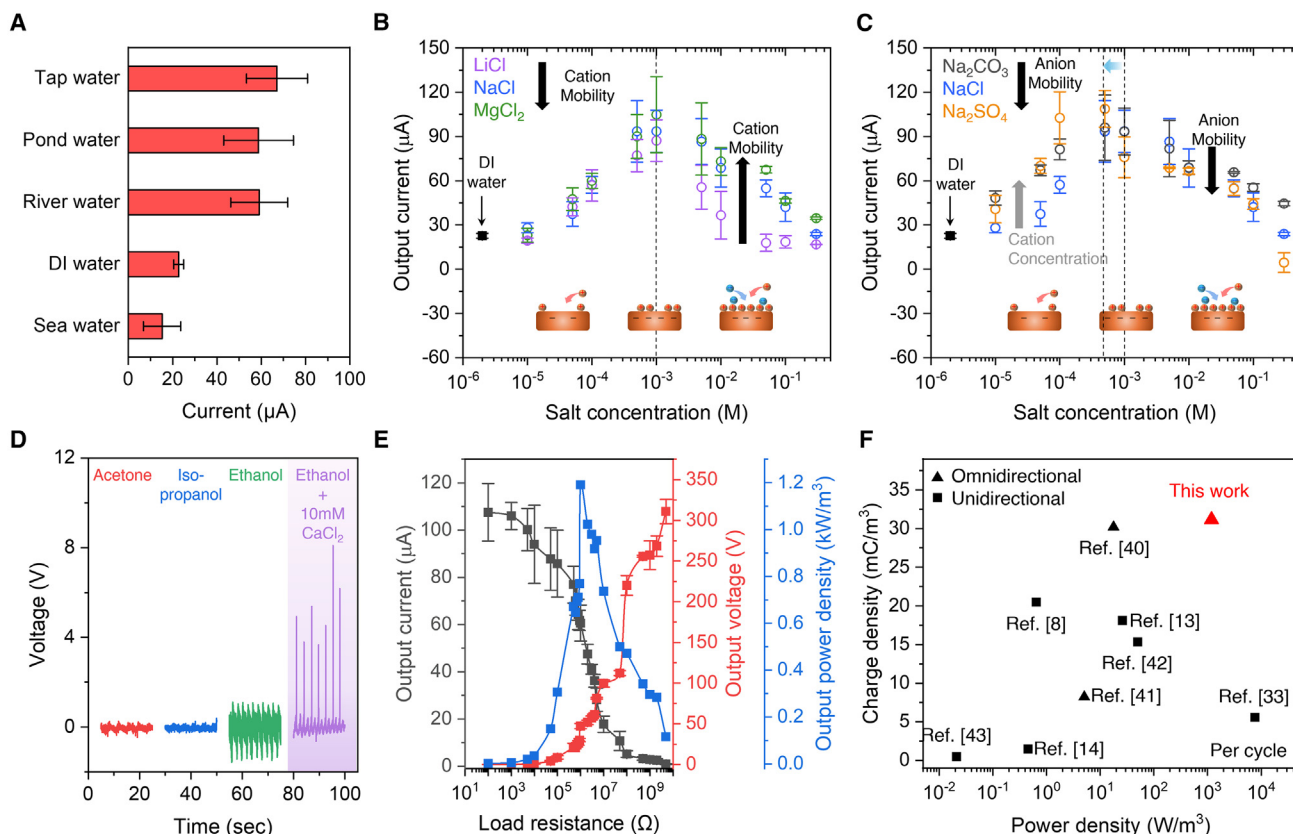 A
Tap water
Pond water
River water
DI water
Sea water
0 20 40 60 80 100
Current (µA)
B
150
120
90
60
30
0
-30
-60
Output current (µA)
LiCl
NaCl
MgCl₂
Cation
Mobility
Cation
Mobility
DI
water
10⁻⁶ 10⁻⁵ 10⁻⁴ 10⁻³ 10⁻² 10⁻¹
Salt concentration (M)
C
150
120
90
60
30
0
-30
-60
Output current (µA)
Na₂CO₃
NaCl
Na₂SO₄
Anion
Mobility
Anion
Mobility
DI
water
Cation
Concentration
10⁻⁶ 10⁻⁵ 10⁻⁴ 10⁻³ 10⁻² 10⁻¹
Salt concentration (M)
D
12
8
4
0
Voltage (V)
Acetone
Iso-
propanol
Ethanol
Ethanol
+
10mM
CaCl₂
0 20 40 60 80 100
Time (sec)
E
120
100
80
60
40
20
0
Output current (µA)
350
300
250
200
150
100
50
0
Output voltage (V)
1.2
1.0
0.8
0.6
0.4
0.2
0.0
Output power density (kW/m³)
10¹ 10³ 10⁵ 10⁷ 10⁹
Load resistance (Ω)
F
35
30
25
20
15
10
5
0
Charge density (mC/m³)
Omnidirectional
Unidirectional
This work
Ref. [40]
Ref. [8]
Ref. [13]
Ref. [42]
Ref. [41]
Ref. [33]
Ref. [43]
Ref. [14]
Per cycle
10⁻² 10⁻¹ 10⁰ 10¹ 10² 10³ 10⁴
Power density (W/m³)